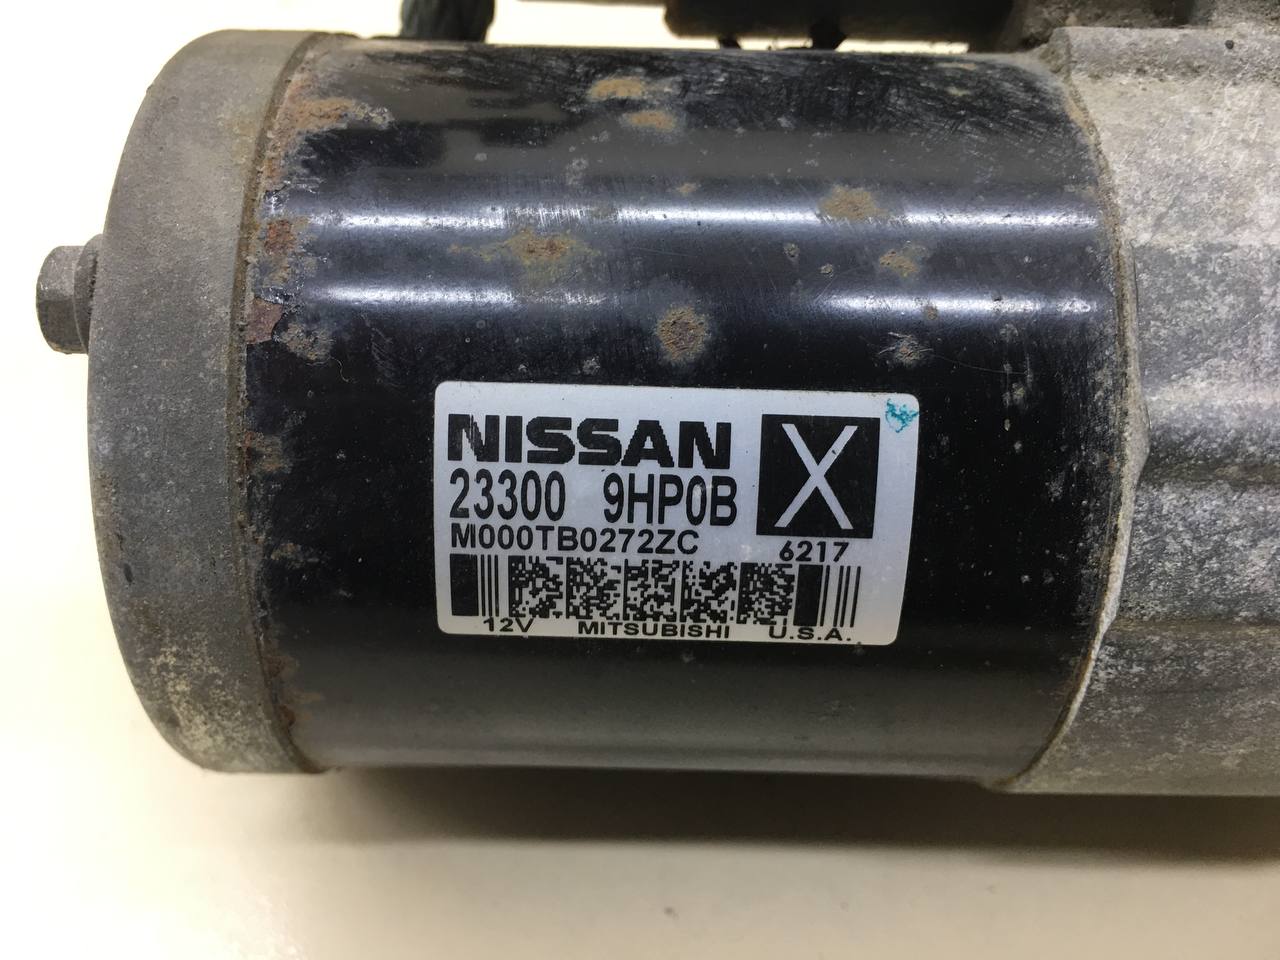 NISSAN X
23300 9HP0B
M000TB0272ZC 6217
12V MITSUBISHI U.S.A.